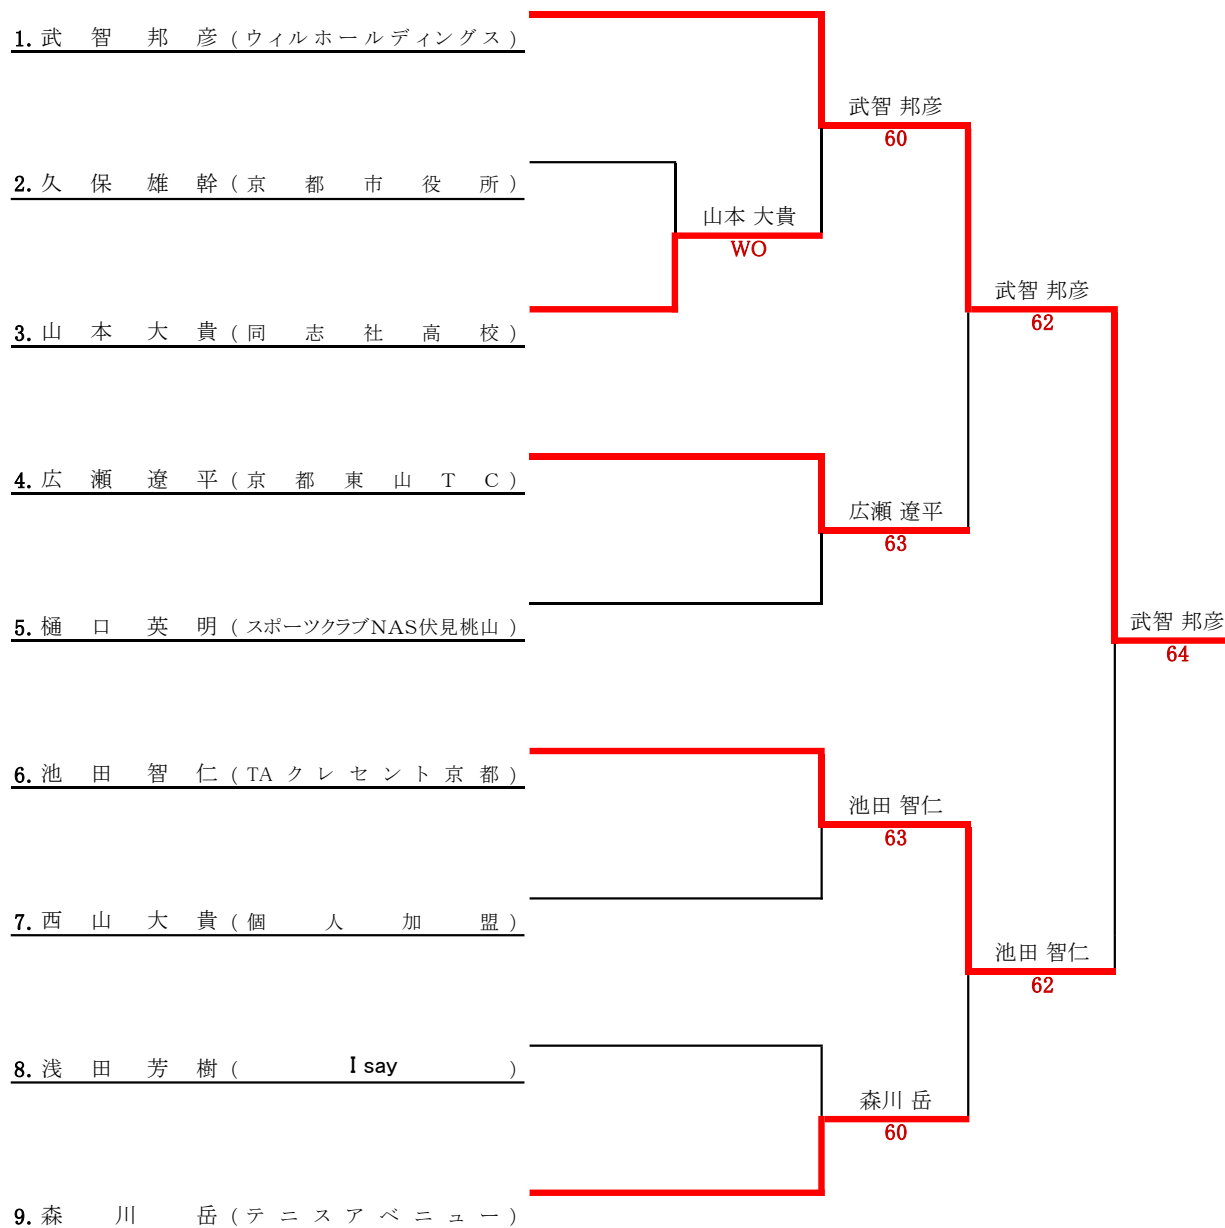 1. 武智邦彦 (ウィルホールディングス)
武智 邦彦
60
2. 久保雄幹 (京都市役所)
山本 大貴
WO
武智 邦彦
62
3. 山本大貴 (同志社高校)
4. 広瀬遼平 (京都東山TC)
広瀬 遼平
63
5. 樋口英明 (スポーツクラブNAS伏見桃山)
武智 邦彦
64
6. 池田智仁 (TAクレセント京都)
池田 智仁
63
7. 西山大貴 (個人加盟)
池田 智仁
62
8. 浅田芳樹 (I say)
森川 岳
60
9. 森川岳 (テニスアベニュー)